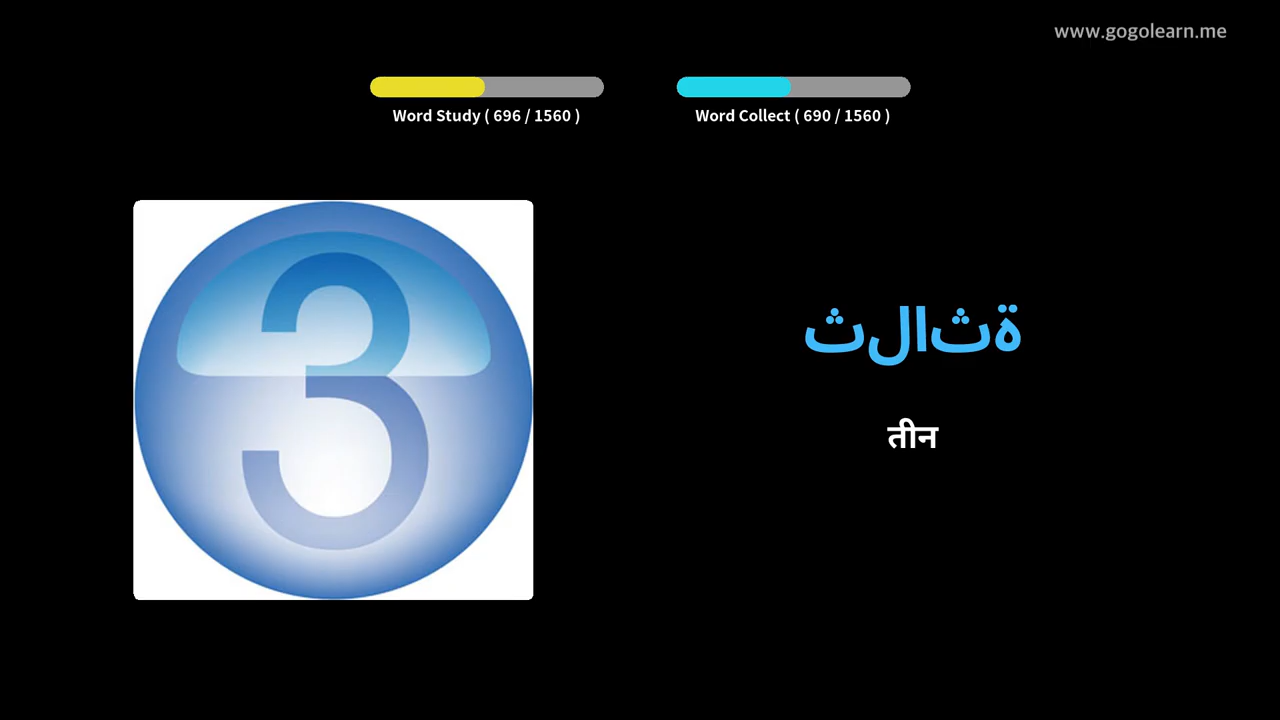 www.gogolearn.me
Word Study ( 696 / 1560 )
Word Collect ( 690 / 1560 )
3
ثلاثة
तीन